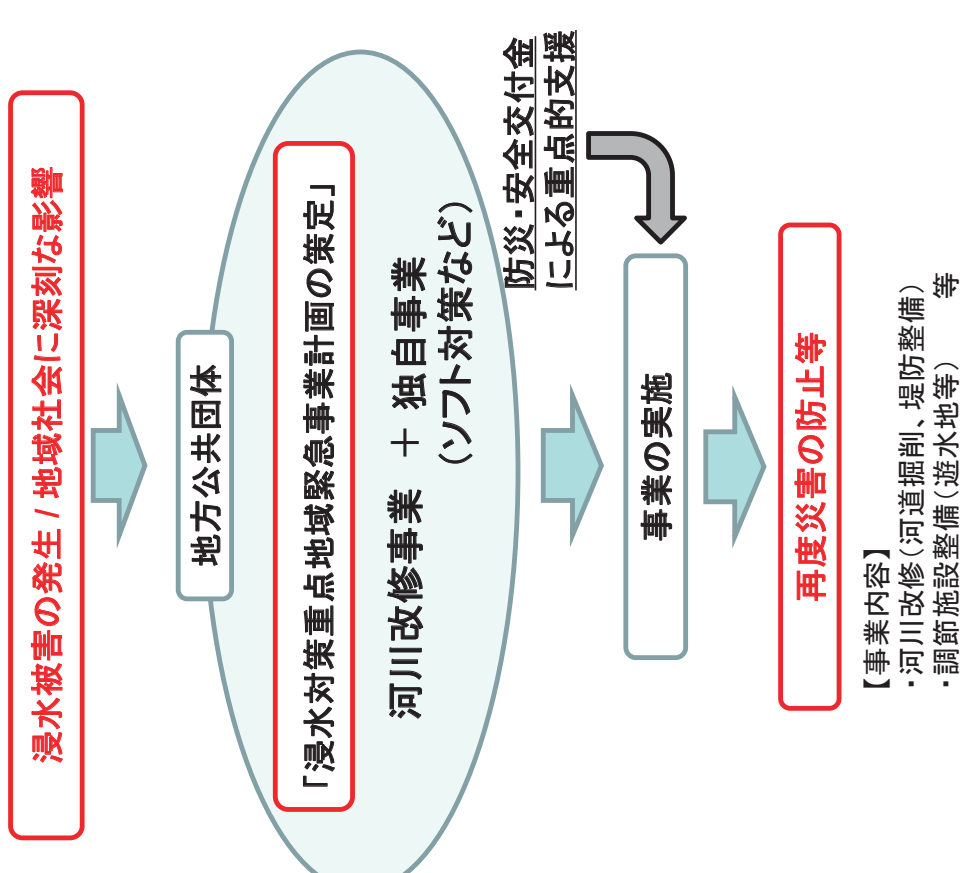 浸水被害の発生 / 地域社会に深刻な影響
地方公共団体
「浸水対策重点地域緊急事業計画の策定」
河川改修事業 ＋ 独自事業
（ソフト対策など）
防災・安全交付金
による重点的支援
事業の実施
再度災害の防止等
【事業内容】
・河川改修（河道掘削、堤防整備）
・調節施設整備（遊水地等） 等